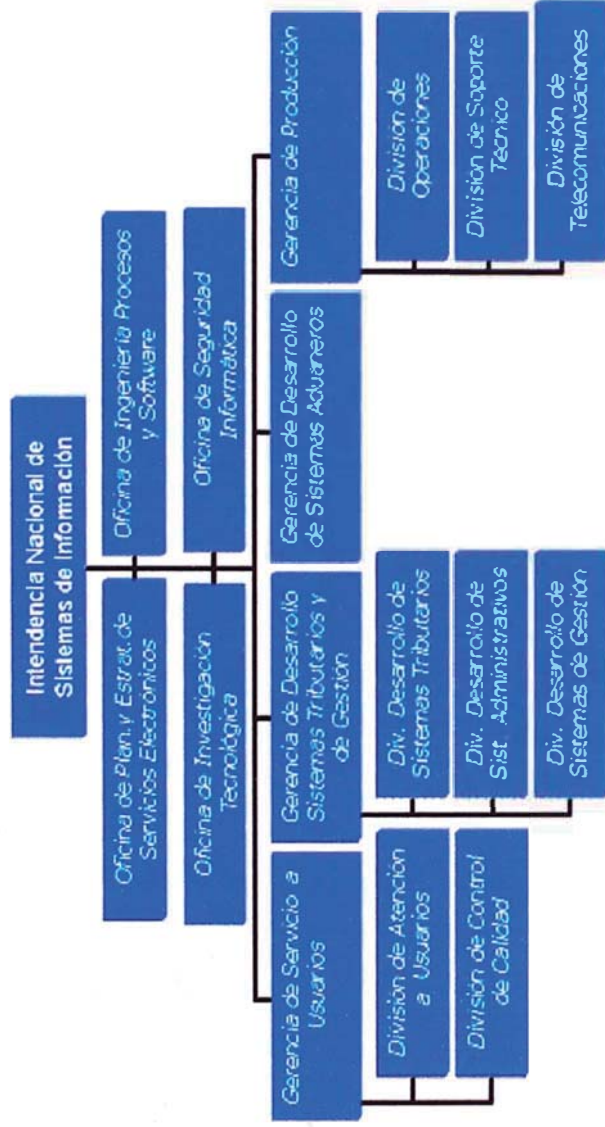 Intendencia Nacional de
Sistemas de Información
Oficina de Plan. y Estrat. de
Servicios Electrónicos
Oficina de Ingeniería Procesos
y Software
Oficina de Investigación
Tecnológica
Oficina de Seguridad
Informática
Gerencia de Servicio a
Usuarios
División de Atención
a Usuarios
División de Control
de Calidad
Gerencia de Desarrollo
Sistemas Tributarios y
de Gestión
Div. Desarrollo de
Sistemas Tributarios
Div. Desarrollo de
Sist. Administrativos
Div. Desarrollo de
Sistemas de Gestión
Gerencia de Desarrollo
de Sistemas Aduaneros
Gerencia de Producción
División de
Operaciones
División de Soporte
Técnico
División de
Telecomunicaciones